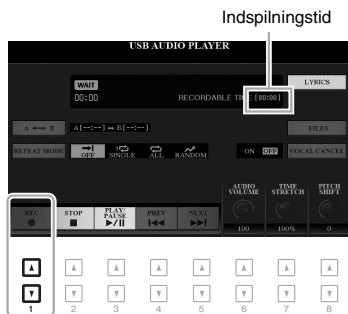 Indspilningstid
USB AUDIO PLAYER
WAIT
00:00
RECORDABLE TIME [80:00]
LYRICS
A ⟷ B
A[--:--] ↔ B[--:--]
FILES
REPEAT MODE
OFF
SINGLE
ALL
RANDOM
ON
OFF
VOCAL CANCEL
AUDIO VOLUME
TIME STRETCH
PITCH SHIFT
REC
STOP
PLAY/
PAUSE
PREV
NEXT
100
100%
0
1 2 3 4 5 6 7 8